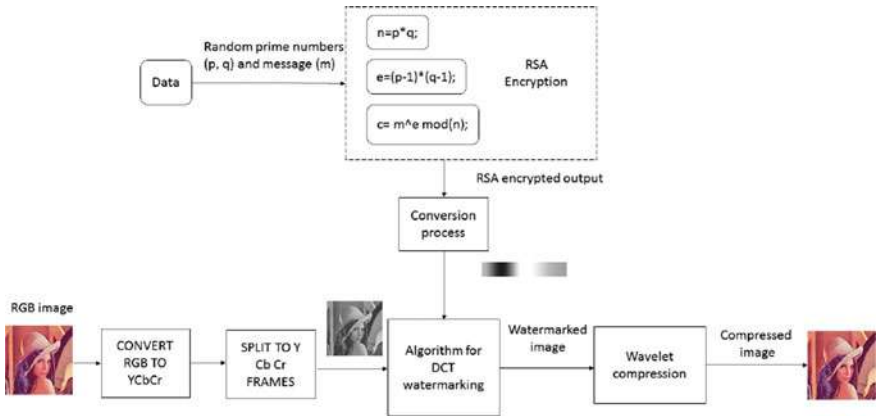 n=p*q;
Random prime numbers
(p, q) and message (m)
RSA
Encryption
Data
e=(p-1)*(q-1);
c= m^e mod(n);
RSA encrypted output
Conversion
process
RGB image
CONVERT
RGB TO
YCbCr
SPLIT TO Y
Cb Cr
FRAMES
Algorithm for
DCT
watermarking
Watermarked
image
Wavelet
compression
Compressed
image